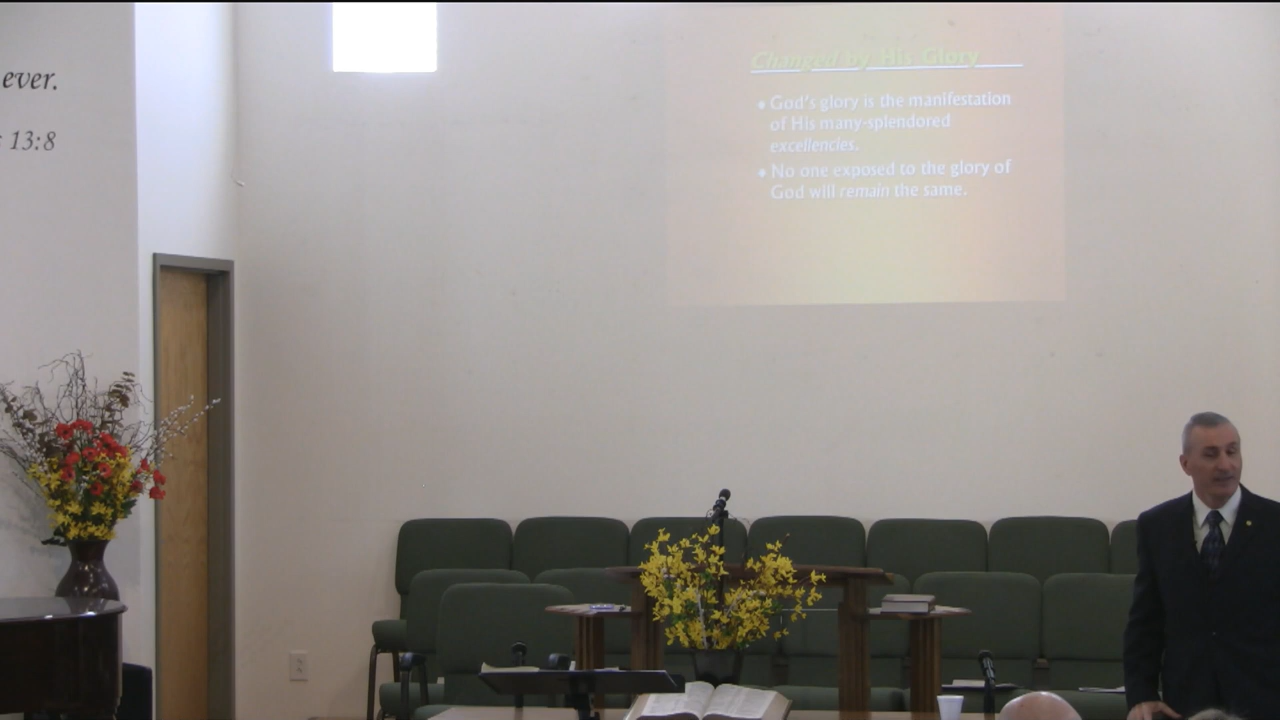 ever.
13:8
Changed by His Glory
• God's glory is the manifestation
of His many-splendored
excellencies.
• No one exposed to the glory of
God will remain the same.